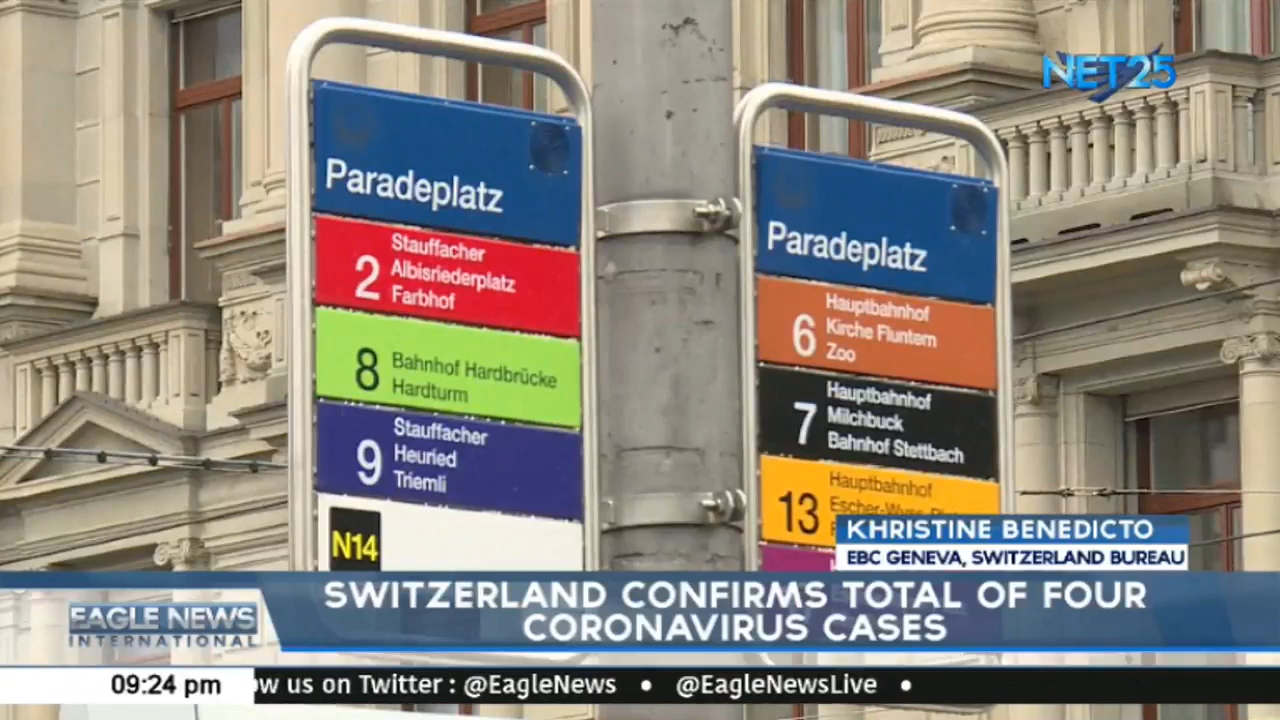 NET25
Paradeplatz
2
Stauffacher
Albisriederplatz
Farbhof
8
Bahnhof Hardbrücke
Hardturm
9
Stauffacher
Heuried
Triemli
N14
Paradeplatz
6
Hauptbahnhof
Kirche Fluntern
Zoo
7
Hauptbahnhof
Milchbuck
Bahnhof Stettbach
13
Hauptbahnhof
KHRISTINE BENEDICTO
EBC GENEVA, SWITZERLAND BUREAU
EAGLE NEWS
INTERNATIONAL
SWITZERLAND CONFIRMS TOTAL OF FOUR
CORONAVIRUS CASES
09:24 pm
ow us on Twitter : @EagleNews • @EagleNewsLive •